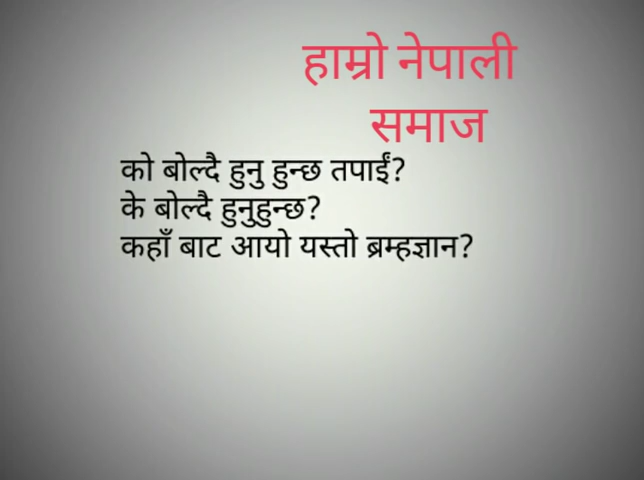 हाम्रो नेपाली
समाज
को बोल्दै हुनु हुन्छ तपाईं?
के बोल्दै हुनुहुन्छ?
कहाँ बाट आयो यस्तो ब्रम्हज्ञान?